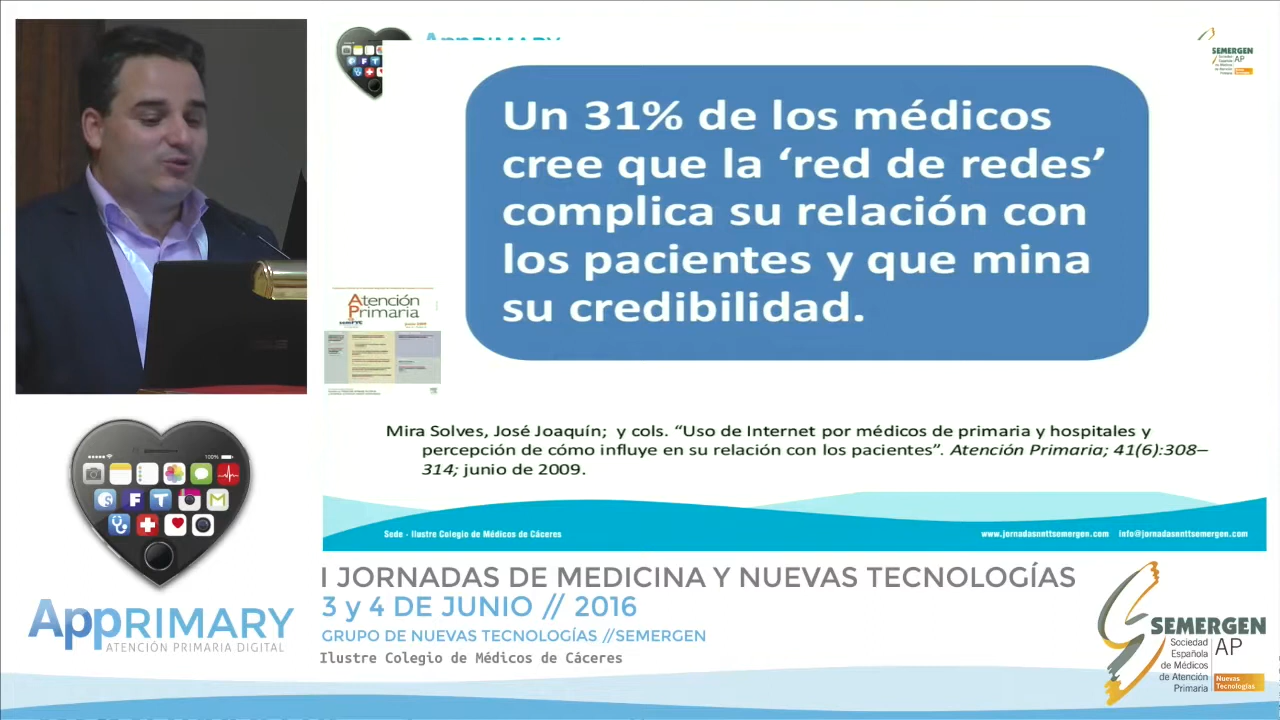 AppRIMARY
SEMERGEN
AP
Un 31% de los médicos
cree que la ‘red de redes’
complica su relación con
los pacientes y que mina
su credibilidad.
Atención
Primaria
Mira Solves, José Joaquín; y cols. “Uso de Internet por médicos de primaria y hospitales y
percepción de cómo influye en su relación con los pacientes”. Atención Primaria; 41(6):308–
314; junio de 2009.
Sede - Ilustre Colegio de Médicos de Cáceres
www.jornadasnnttsemergen.com info@jornadasnnttsemergen.com
100%
AppRIMARY
ATENCIÓN PRIMARIA DIGITAL
I JORNADAS DE MEDICINA Y NUEVAS TECNOLOGÍAS
3 y 4 DE JUNIO // 2016
GRUPO DE NUEVAS TECNOLOGÍAS //SEMERGEN
Ilustre Colegio de Médicos de Cáceres
SEMERGEN
Sociedad
Española
de Médicos
de Atención
Primaria
AP
Nuevas
Tecnologías